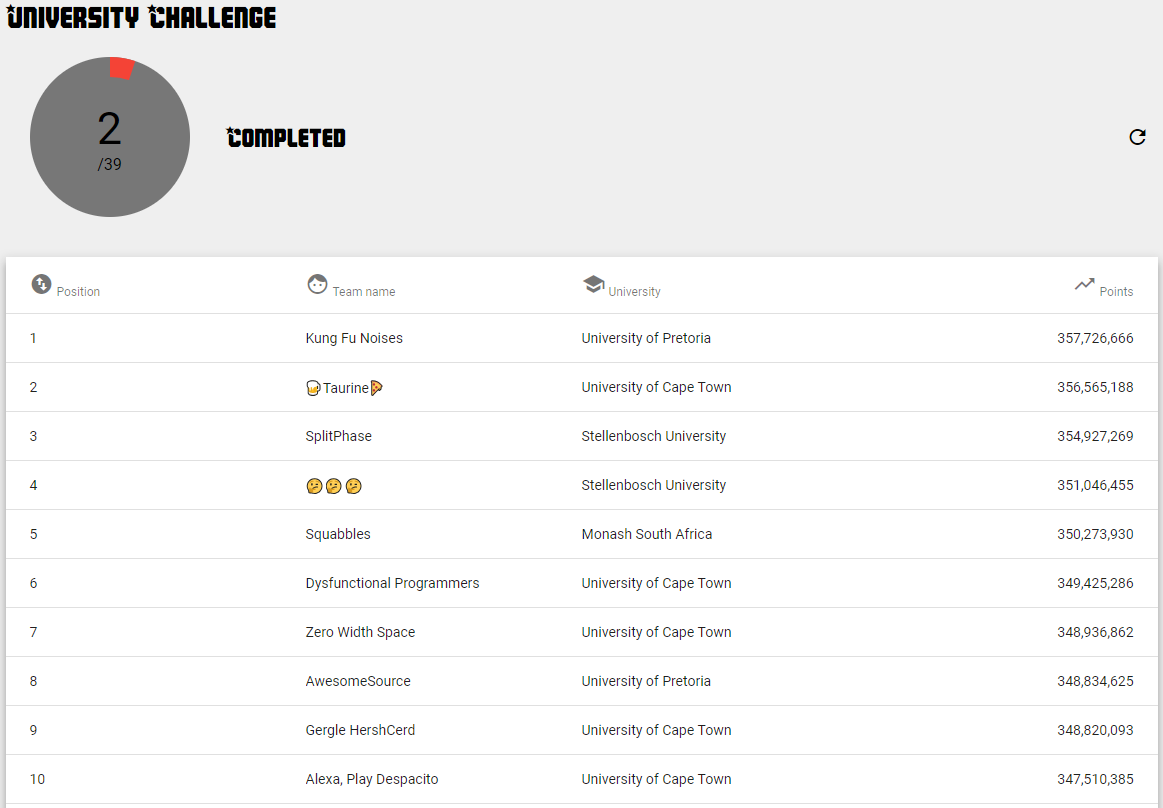 UNIVERSITY CHALLENGE
2
/39
COMPLETED
Position Team name University Points
1 Kung Fu Noises University of Pretoria 357,726,666
2 🍺Taurine🍕 University of Cape Town 356,565,188
3 SplitPhase Stellenbosch University 354,927,269
4 🤔🤔🤔 Stellenbosch University 351,046,455
5 Squabbles Monash South Africa 350,273,930
6 Dysfunctional Programmers University of Cape Town 349,425,286
7 Zero Width Space University of Cape Town 348,936,862
8 AwesomeSource University of Pretoria 348,834,625
9 Gergle HershCerd University of Cape Town 348,820,093
10 Alexa, Play Despacito University of Cape Town 347,510,385